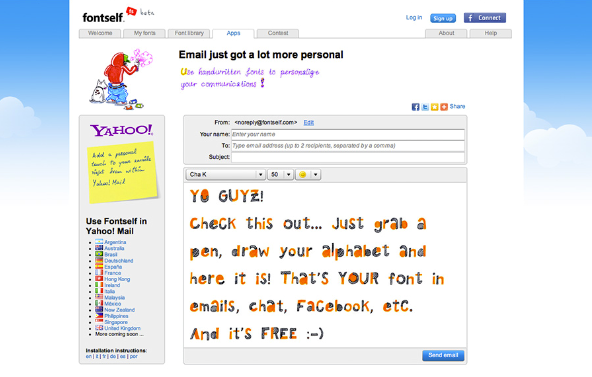 fontself beta
Log in Sign up Connect
Welcome My fonts Font library Apps Contest About Help
Email just got a lot more personal
Use handwritten fonts to personalize
your communications !
Share
YAHOO!
Add a personal
touch to your emails
right from within
Yahoo! Mail
Use Fontself in
Yahoo! Mail
Argentina
Australia
Brasil
Deutschland
España
France
Hong Kong
Ireland
Italia
Malaysia
México
New Zealand
Philippines
Singapore
United Kingdom
More coming soon ...
Installation instructions:
en | fr | de | es | por
From: <noreply@fontself.com> Edit
Your name: Enter your name
To: Type email address (up to 2 recipients, separated by a comma)
Subject:
Cha K 50
YO GUYZ!
Check this out... Just grab a
pen, draw your alphabet and
here it is! That's YOUR font in
emails, chat, Facebook, etc.
And it's FREE :-)
Send email